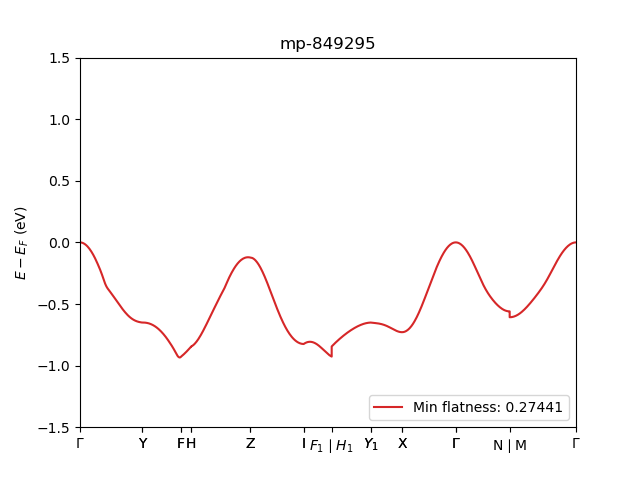 mp-849295
1.5
1.0
0.5
0.0
−0.5
−1.0
−1.5
E − E_F (eV)
Min flatness: 0.27441
Γ Y F H Z I F₁ | H₁ Y₁ X Γ N | M Γ